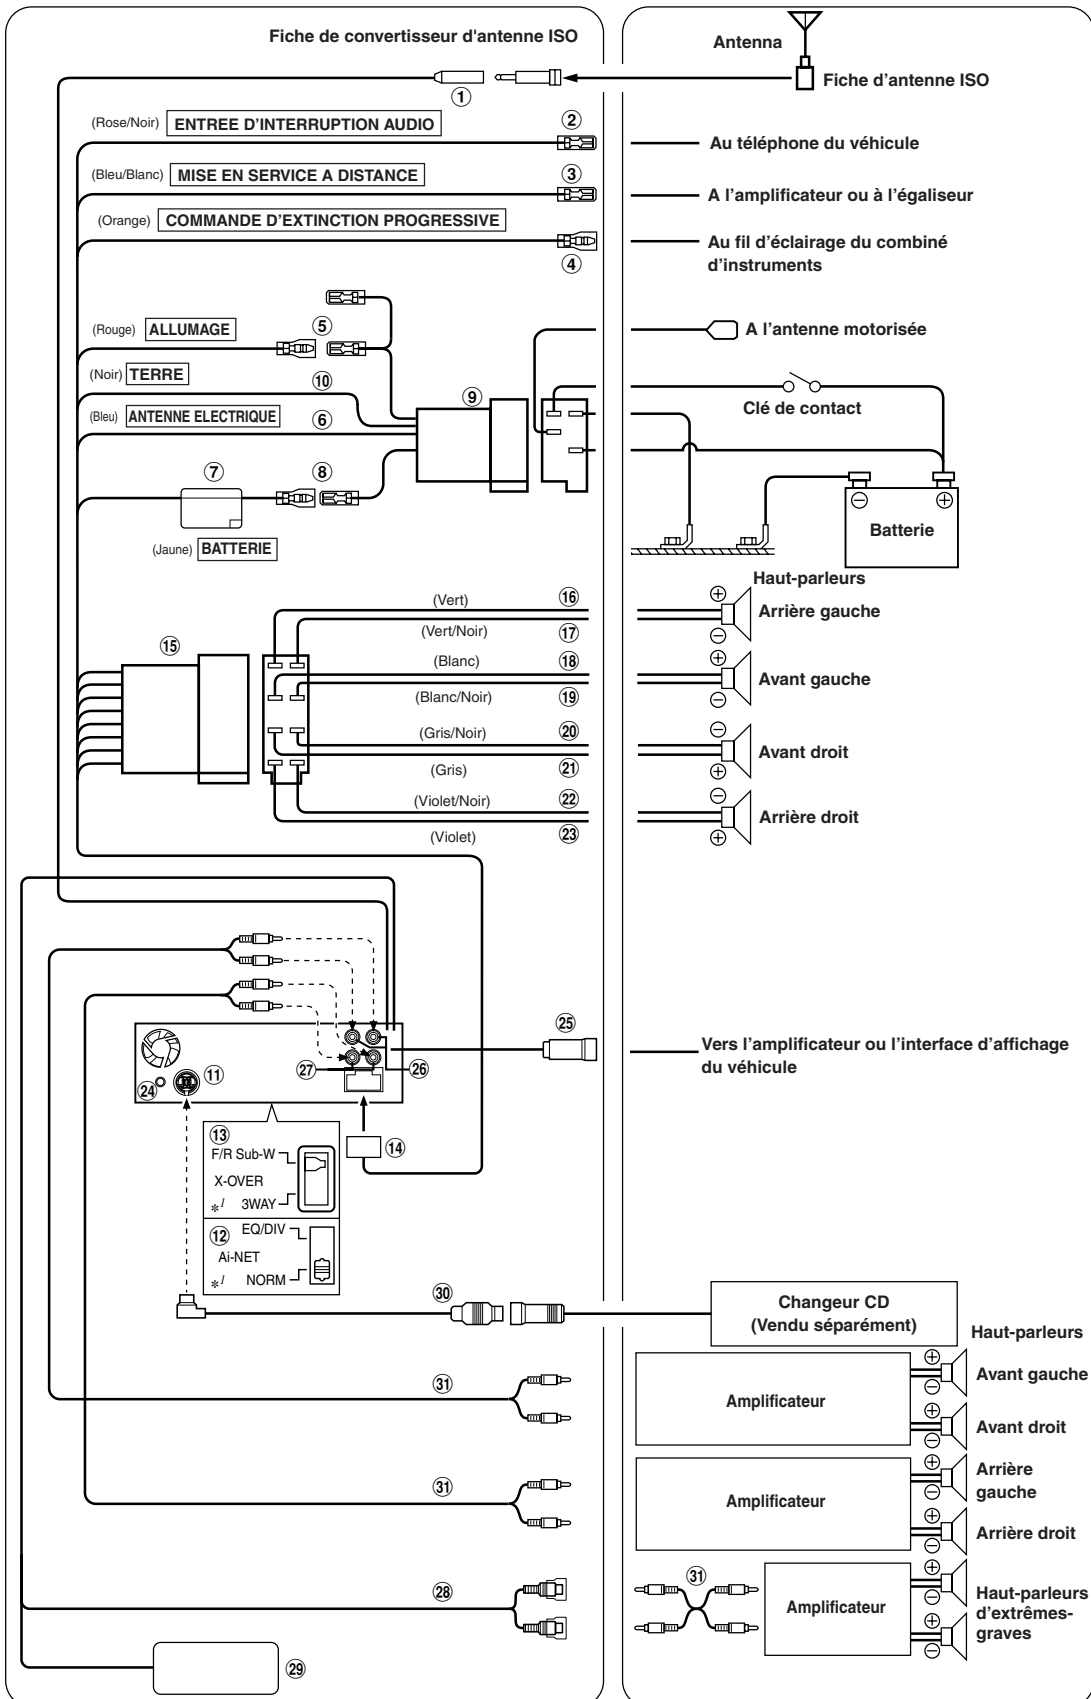 Fiche de convertisseur d'antenne ISO
Antenna
Fiche d'antenne ISO
①
(Rose/Noir) ENTREE D'INTERRUPTION AUDIO
②
Au téléphone du véhicule
(Bleu/Blanc) MISE EN SERVICE A DISTANCE
③
A l'amplificateur ou à l'égaliseur
(Orange) COMMANDE D'EXTINCTION PROGRESSIVE
④
Au fil d'éclairage du combiné
d'instruments
(Rouge) ALLUMAGE
⑤
A l'antenne motorisée
(Noir) TERRE
⑩
⑨
Clé de contact
(Bleu) ANTENNE ELECTRIQUE
⑥
⑦
⑧
⊖ ⊕
Batterie
(Jaune) BATTERIE
Haut-parleurs
(Vert)
⑯
⊕
Arrière gauche
(Vert/Noir)
⑰
⊖
⑮
(Blanc)
⑱
⊕
Avant gauche
(Blanc/Noir)
⑲
⊖
(Gris/Noir)
⑳
⊖
Avant droit
(Gris)
㉑
⊕
(Violet/Noir)
㉒
⊖
Arrière droit
(Violet)
㉓
⊕
㉕
Vers l'amplificateur ou l'interface d'affichage
du véhicule
㉔
⑪
㉗
㉖
⑬
F/R Sub-W
X-OVER
*1 3WAY
⑭
⑫
EQ/DIV
Ai-NET
*1 NORM
㉚
Changeur CD
(Vendu séparément)
Haut-parleurs
㉛
Amplificateur
⊕
⊖
Avant gauche
⊕
⊖
Avant droit
㉛
Amplificateur
⊕
⊖
Arrière
gauche
⊕
⊖
Arrière droit
㉘
㉛
Amplificateur
⊕
⊖
⊕
⊖
Haut-parleurs
d'extrêmes-
graves
㉙